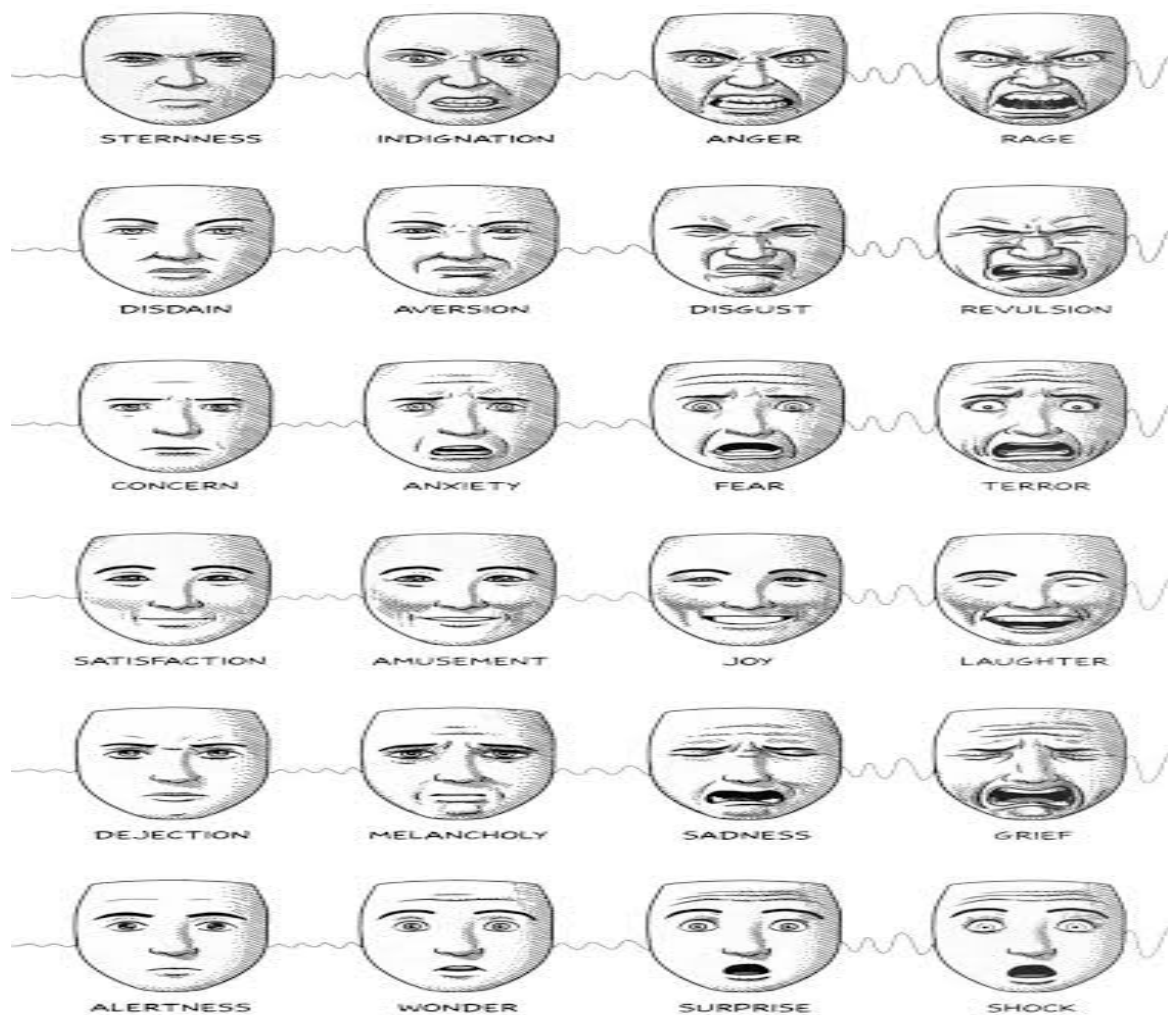 STERNNESS INDIGNATION ANGER RAGE
DISDAIN AVERSION DISGUST REVULSION
CONCERN ANXIETY FEAR TERROR
SATISFACTION AMUSEMENT JOY LAUGHTER
DEJECTION MELANCHOLY SADNESS GRIEF
ALERTNESS WONDER SURPRISE SHOCK